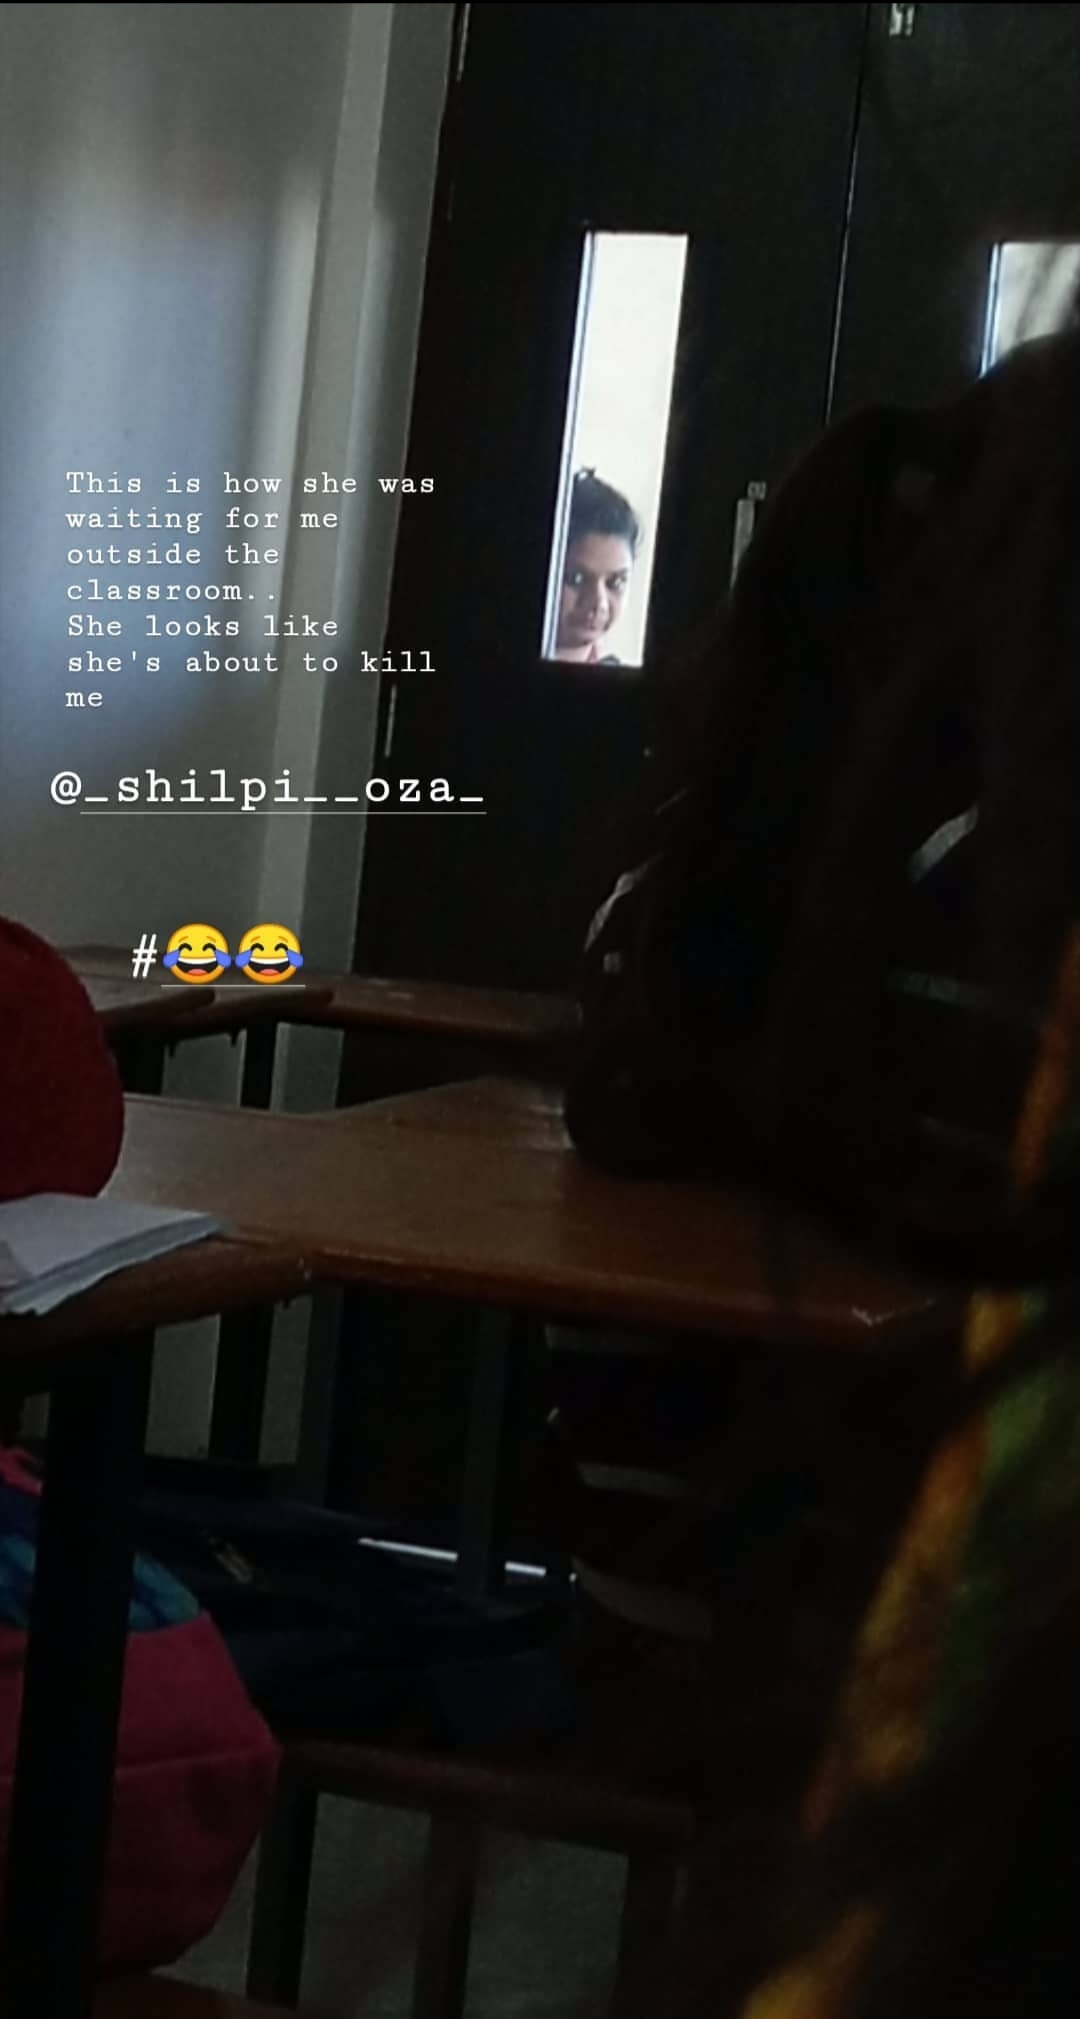 This is how she was
waiting for me
outside the
classroom..
She looks like
she's about to kill
me
@_shilpi__oza_
#😂😂